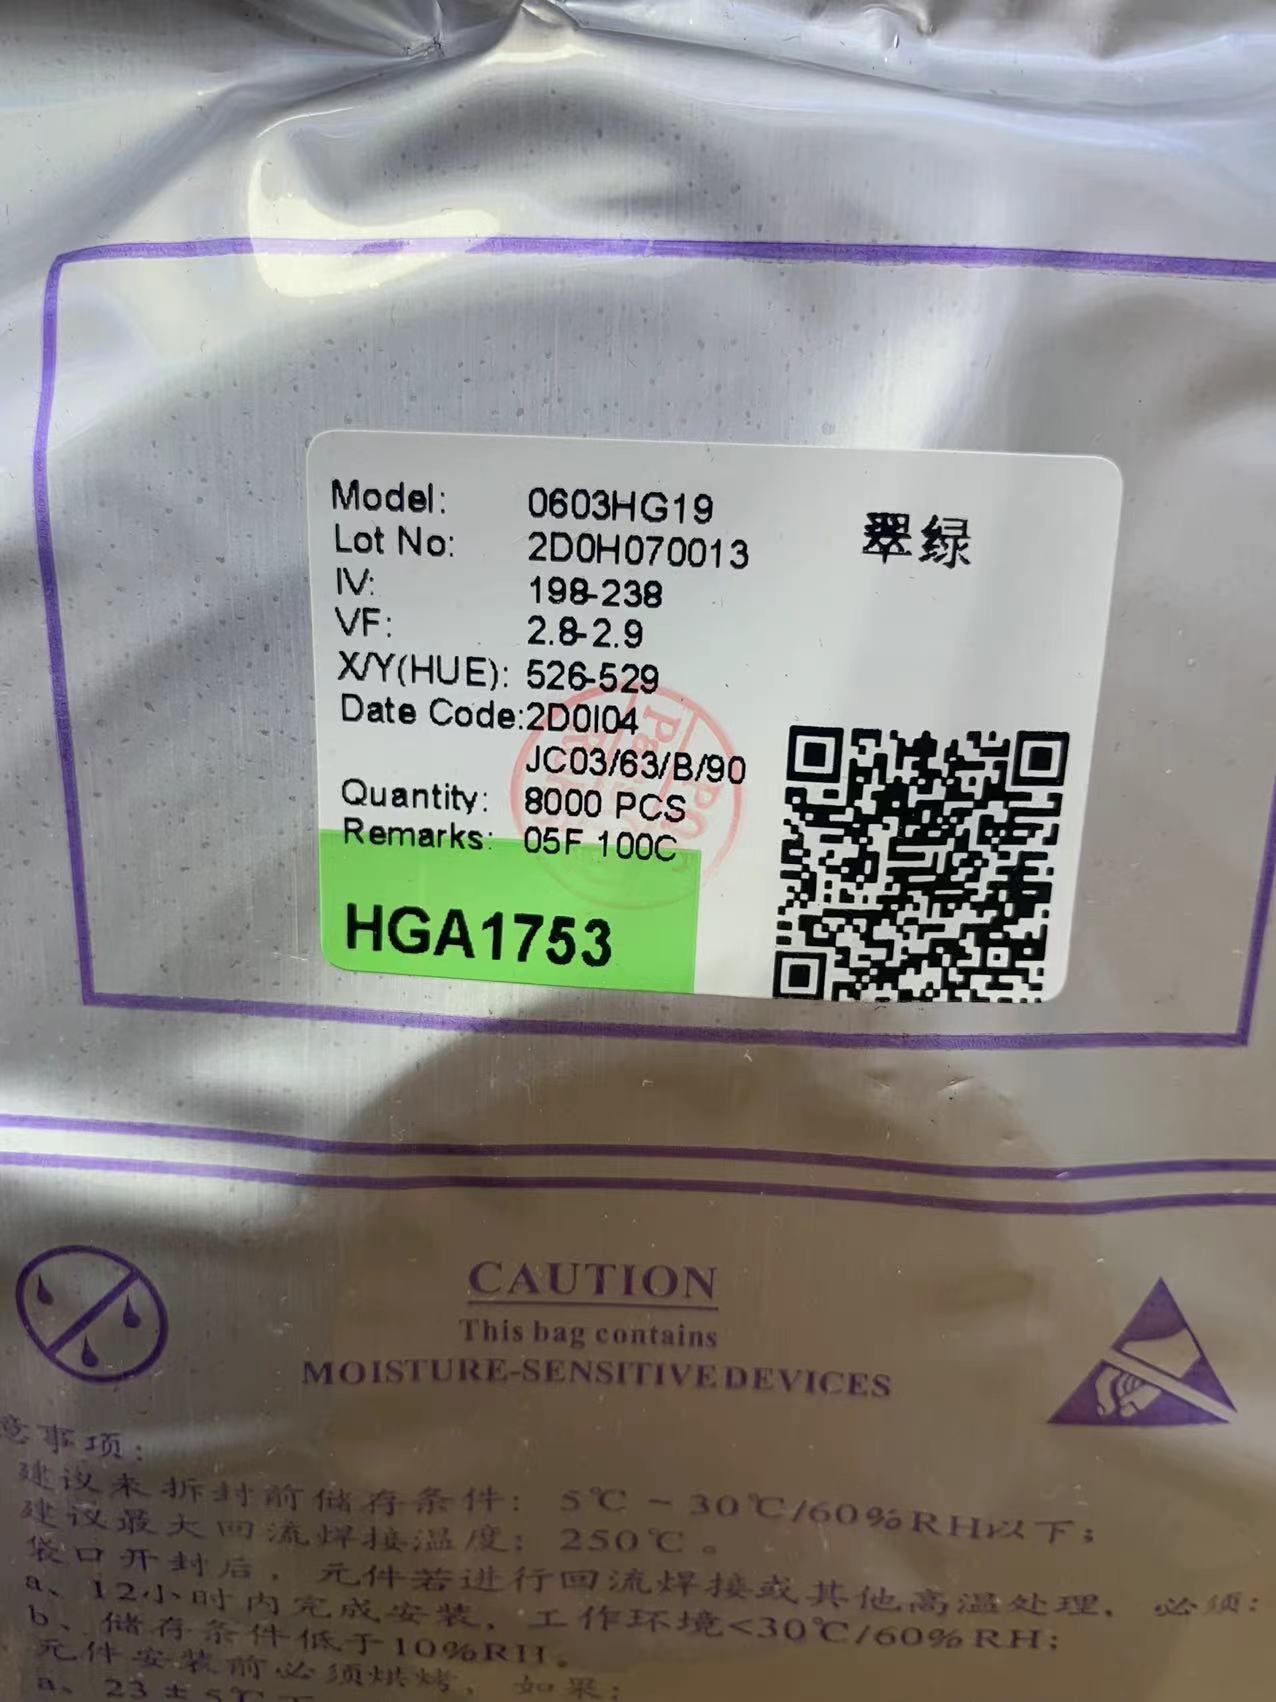 Model: 0603HG19 翠绿
Lot No: 2D0H070013
IV: 198-238
VF: 2.8-2.9
X/Y(HUE): 526-529
Date Code:2D0I04
JC03/63/B/90
Quantity: 8000 PCS
Remarks: 05F 100C
HGA1753
CAUTION
This bag contains
MOISTURE-SENSITIVE DEVICES
意事项:
建议未拆封前储存条件: 5℃ ~ 30℃/60%RH以下;
建议最大回流焊接温度: 250℃。
袋口开封后, 元件若进行回流焊接或其他高温处理, 必须:
a、12小时内完成安装, 工作环境<30℃/60%RH;
b、储存条件低于10%RH。
元件安装前必须烘烤, 如果:
a、23±5℃